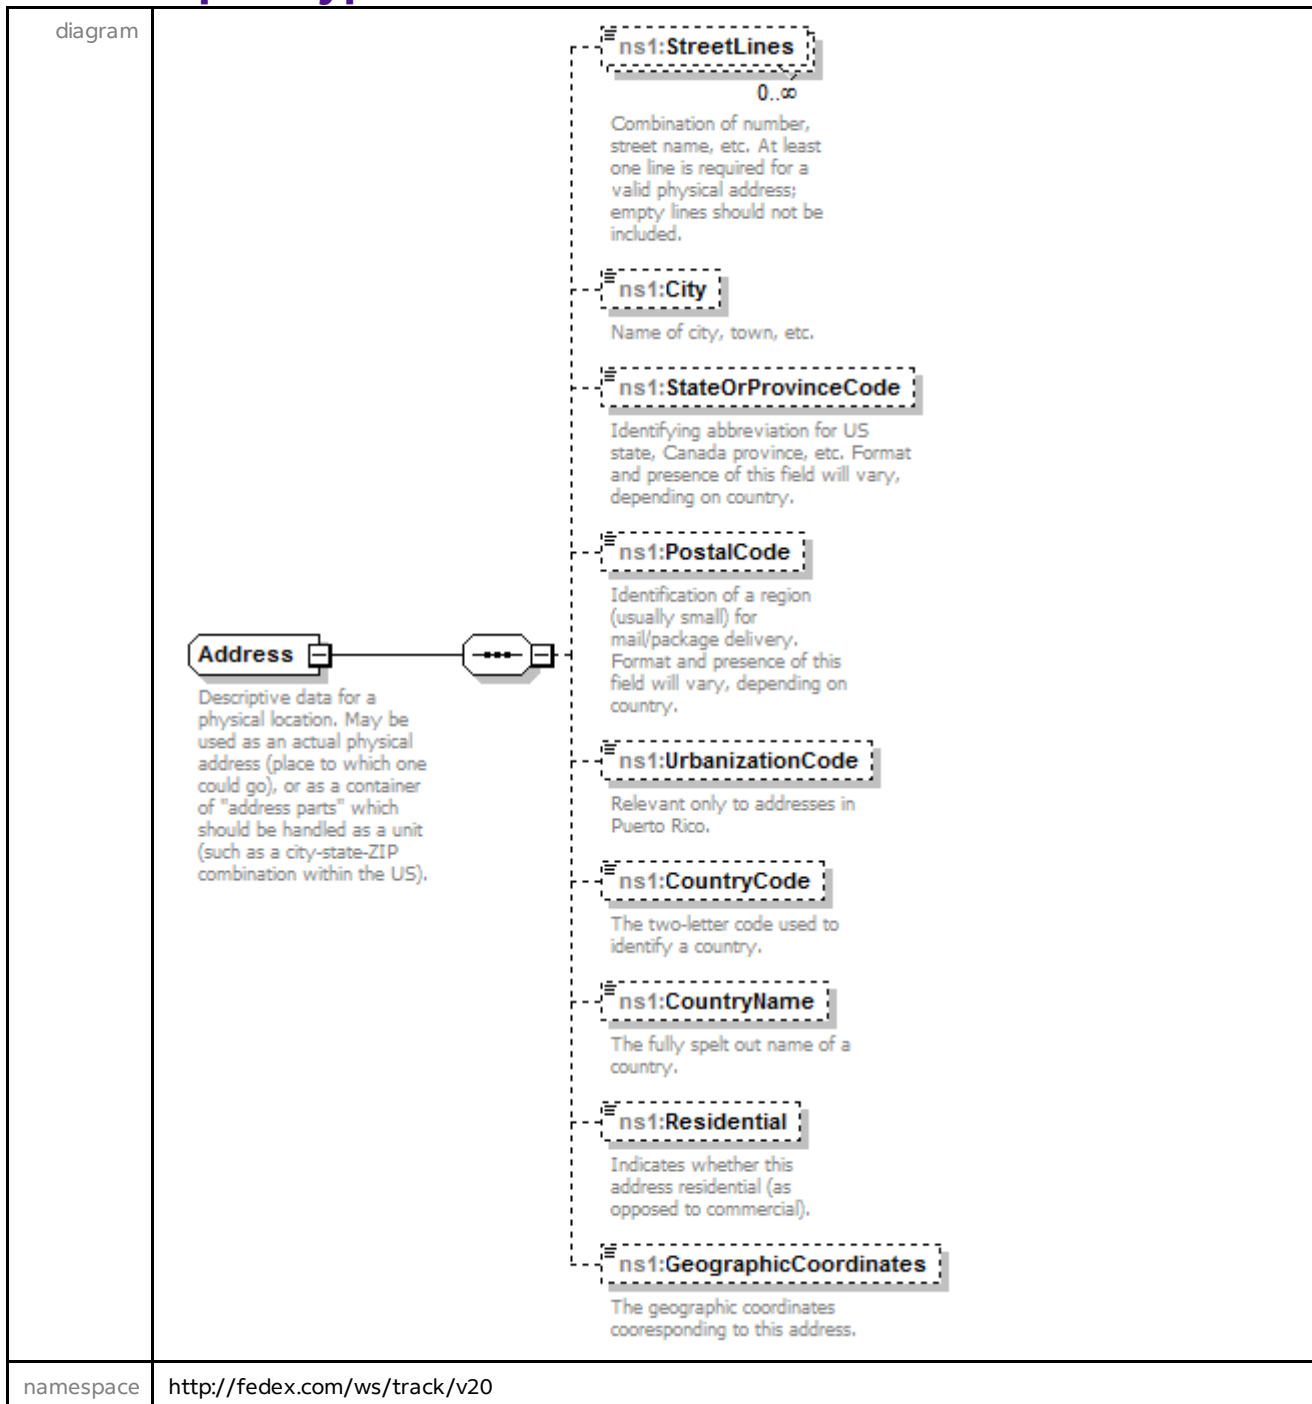 diagram
ns1:StreetLines
0..∞
Combination of number,
street name, etc. At least
one line is required for a
valid physical address;
empty lines should not be
included.
ns1:City
Name of city, town, etc.
ns1:StateOrProvinceCode
Identifying abbreviation for US
state, Canada province, etc. Format
and presence of this field will vary,
depending on country.
ns1:PostalCode
Identification of a region
(usually small) for
mail/package delivery.
Format and presence of this
field will vary, depending on
country.
Address
Descriptive data for a
physical location. May be
used as an actual physical
address (place to which one
could go), or as a container
of "address parts" which
should be handled as a unit
(such as a city-state-ZIP
combination within the US).
ns1:UrbanizationCode
Relevant only to addresses in
Puerto Rico.
ns1:CountryCode
The two-letter code used to
identify a country.
ns1:CountryName
The fully spelt out name of a
country.
ns1:Residential
Indicates whether this
address residential (as
opposed to commercial).
ns1:GeographicCoordinates
The geographic coordinates
cooresponding to this address.
namespace
http://fedex.com/ws/track/v20